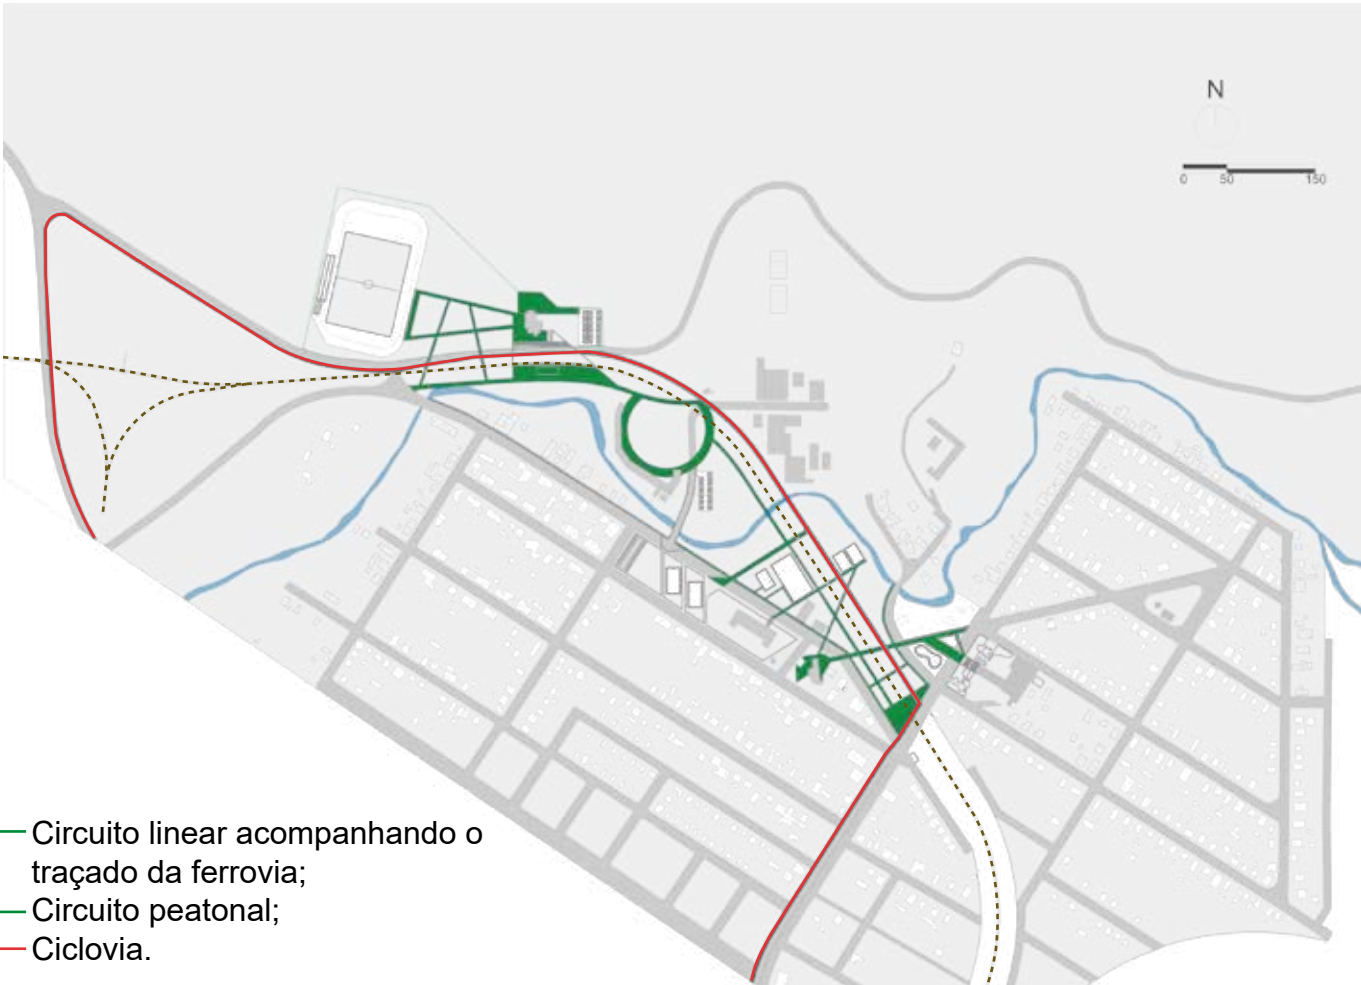 N
0 50 150
Circuito linear acompanhando o
traçado da ferrovia;
Circuito peatonal;
Ciclovia.